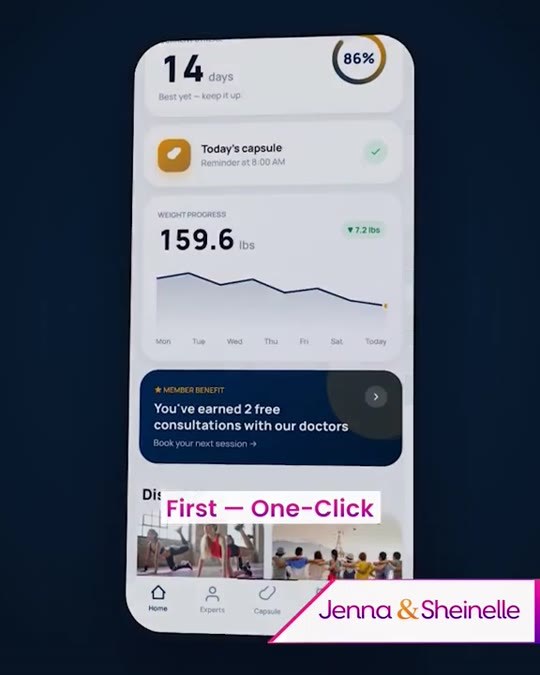 14 days
86%
Best yet — keep it up.
Today's capsule
Reminder at 8:00 AM
WEIGHT PROGRESS
159.6 lbs
▼ 7.2 lbs
Mon Tue Wed Thu Fri Sat Today
★ MEMBER BENEFIT
You've earned 2 free
consultations with our doctors
Book your next session →
First — One-Click
Home Experts Capsule
Jenna & Sheinelle